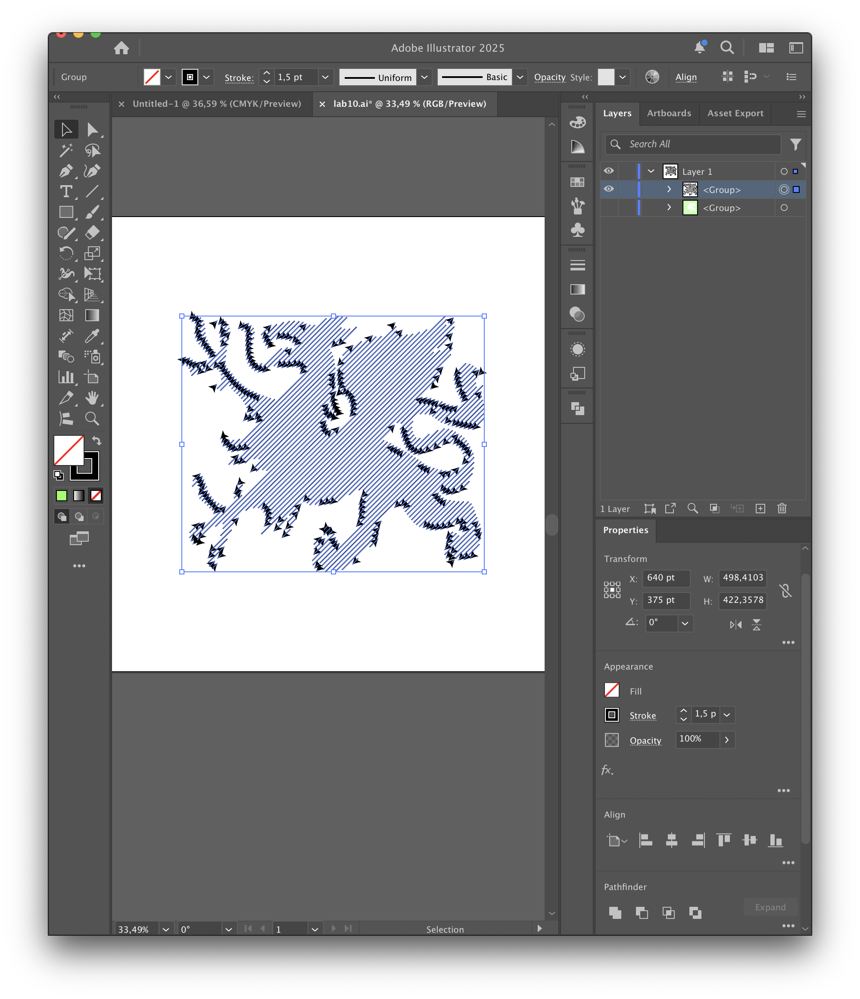 Adobe Illustrator 2025
Group
Stroke: 1,5 pt Uniform Basic Opacity Style: Align
Untitled-1 @ 36,59 % (CMYK/Preview)
lab10.ai* @ 33,49 % (RGB/Preview)
Layers Artboards Asset Export
Search All
Layer 1
<Group>
<Group>
1 Layer
Properties
Transform
X: 640 pt W: 498,4103
Y: 375 pt H: 422,3578
0°
Appearance
Fill
Stroke 1,5 p
Opacity 100%
fx.
Align
Pathfinder
Expand
33,49% 0° 1 Selection